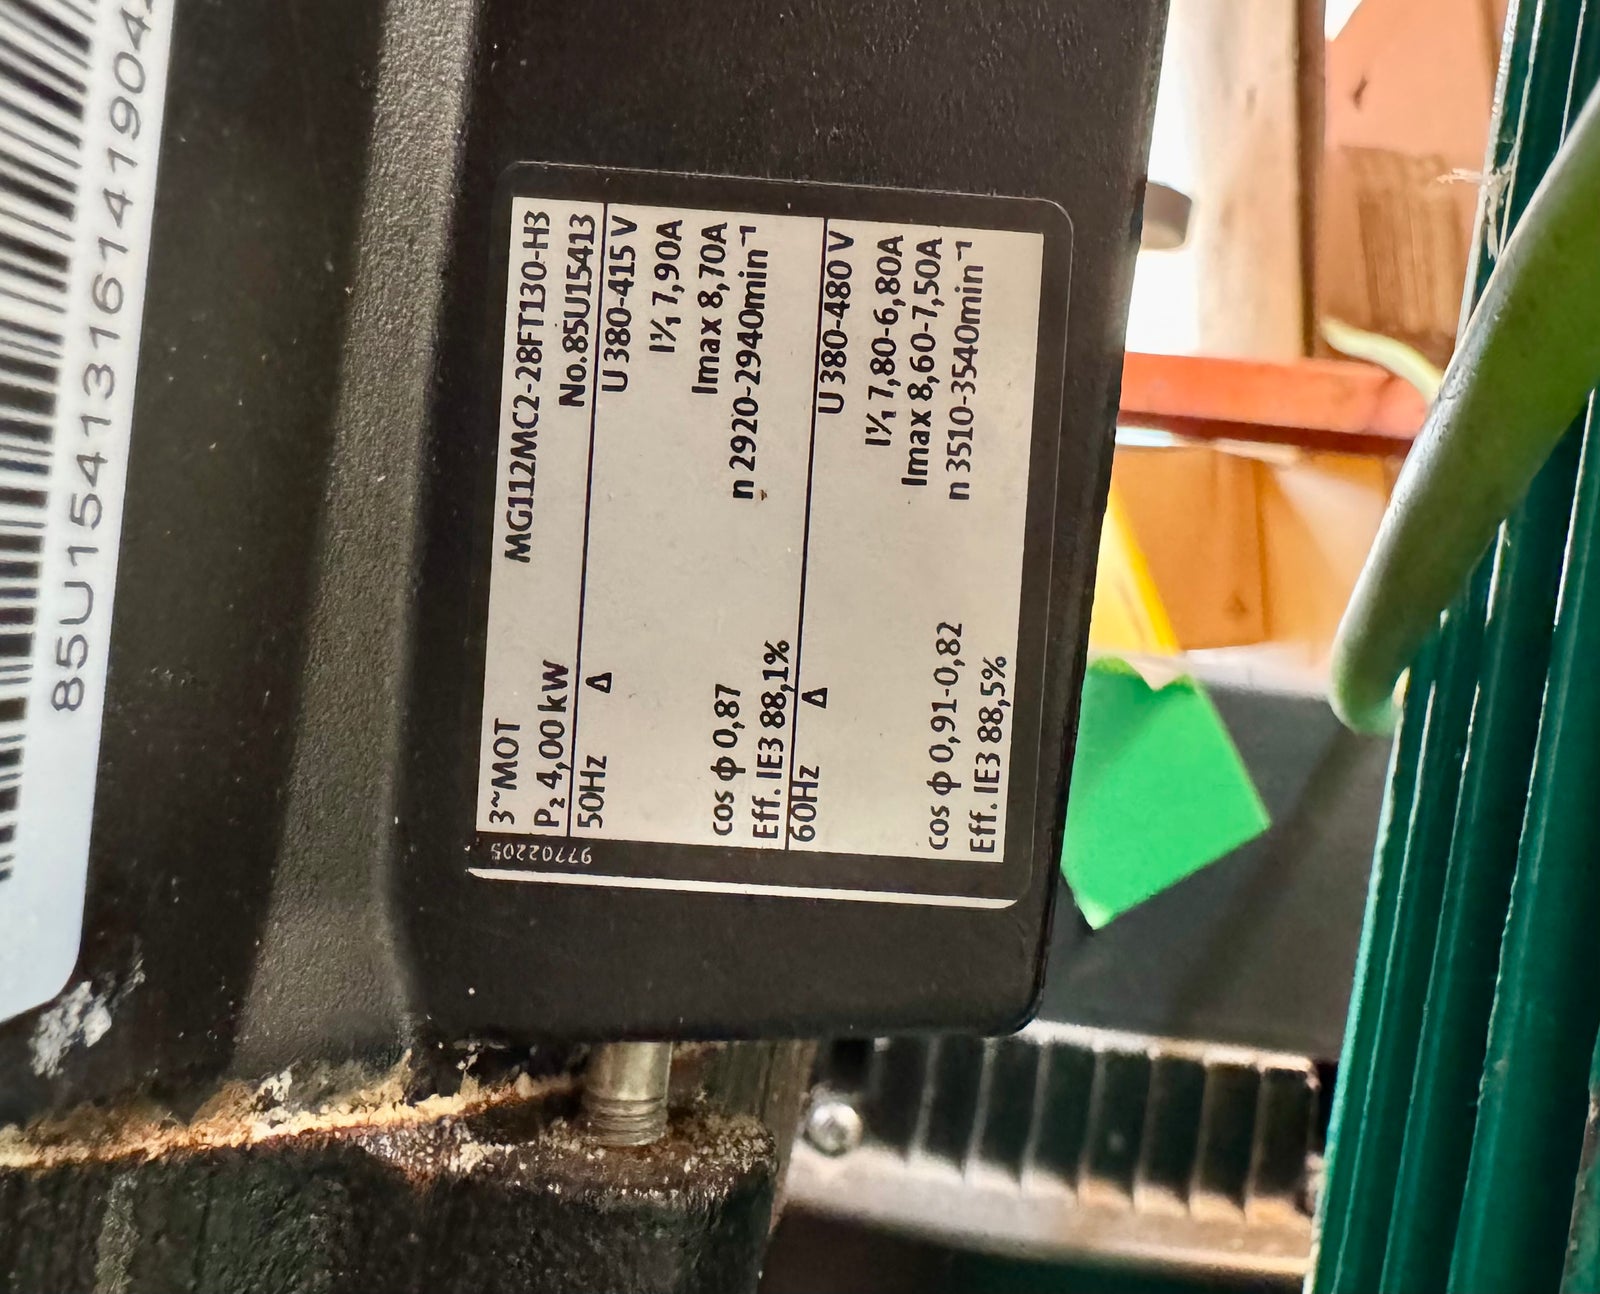 85U1541316141904
3~MOT MG112MC2-28FT130-H3
P₂ 4,00 kW No.85U15413
50Hz Δ U 380-415 V
I¹/₁ 7,90A
Imax 8,70A
cos ϕ 0,87 n 2920-2940min⁻¹
Eff. IE3 88,1%
60Hz Δ U 380-480 V
I¹/₁ 7,80-6,80A
Imax 8,60-7,50A
cos ϕ 0,91-0,82 n 3510-3540min⁻¹
Eff. IE3 88,5%
97702205